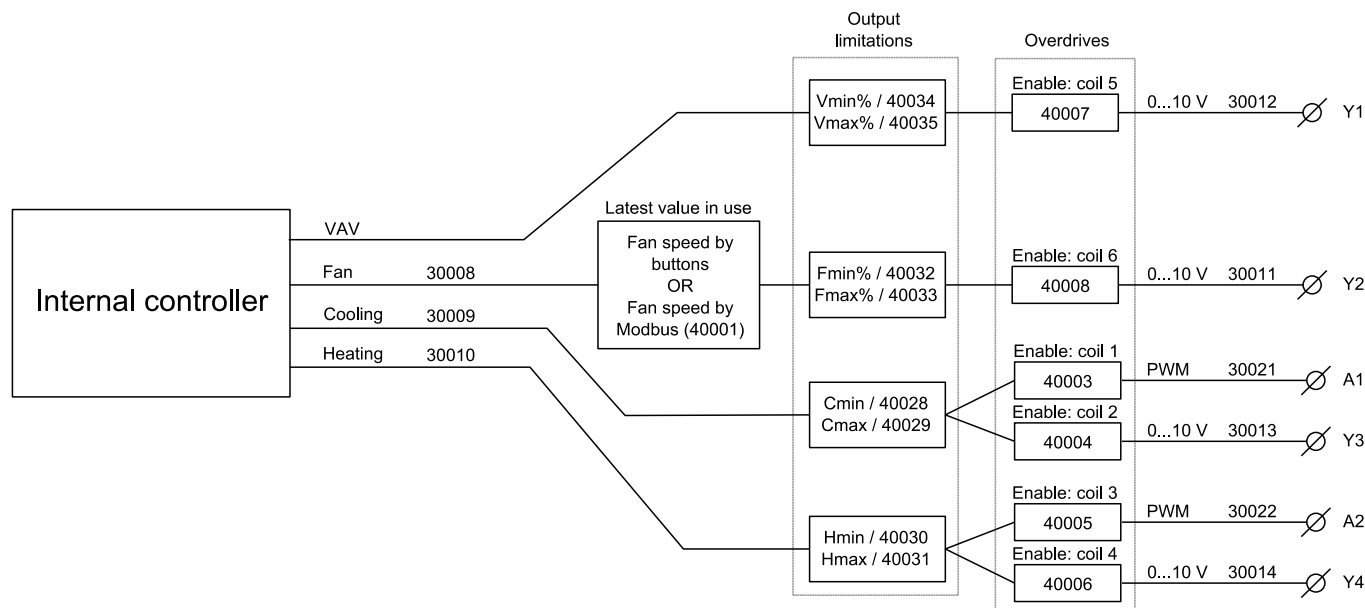 Output
limitations
Overdrives
Enable: coil 5
Vmin% / 40034
Vmax% / 40035
40007
0...10 V
30012
Y1
Internal controller
VAV
Fan
30008
Cooling
30009
Heating
30010
Latest value in use
Fan speed by
buttons
OR
Fan speed by
Modbus (40001)
Fmin% / 40032
Fmax% / 40033
Enable: coil 6
40008
0...10 V
30011
Y2
Cmin / 40028
Cmax / 40029
Enable: coil 1
40003
PWM
30021
A1
Enable: coil 2
40004
0...10 V
30013
Y3
Hmin / 40030
Hmax / 40031
Enable: coil 3
40005
PWM
30022
A2
Enable: coil 4
40006
0...10 V
30014
Y4